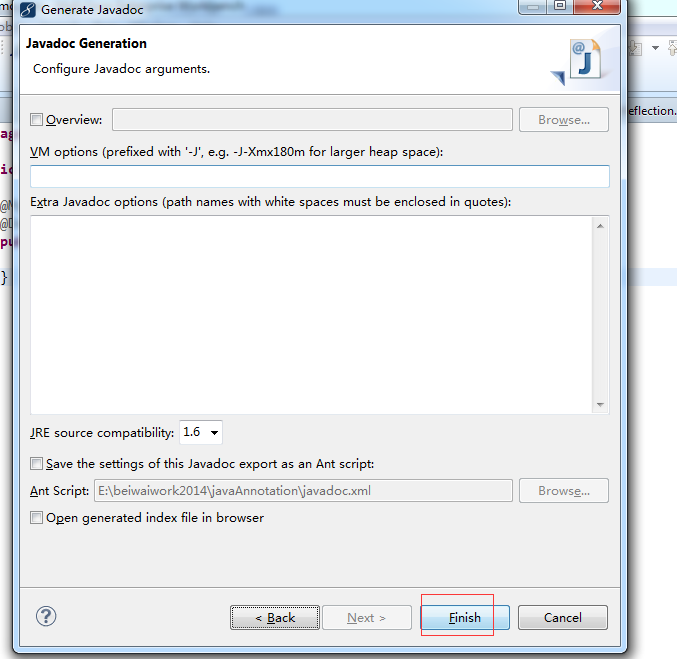 Generate Javadoc
Javadoc Generation
Configure Javadoc arguments.
Overview:
Browse...
eflection.
VM options (prefixed with '-J', e.g. -J-Xmx180m for larger heap space):
Extra Javadoc options (path names with white spaces must be enclosed in quotes):
}
JRE source compatibility: 1.6
Save the settings of this Javadoc export as an Ant script:
Ant Script: E:\beiwaiwork2014\javaAnnotation\javadoc.xml Browse...
Open generated index file in browser
? < Back Next > Finish Cancel